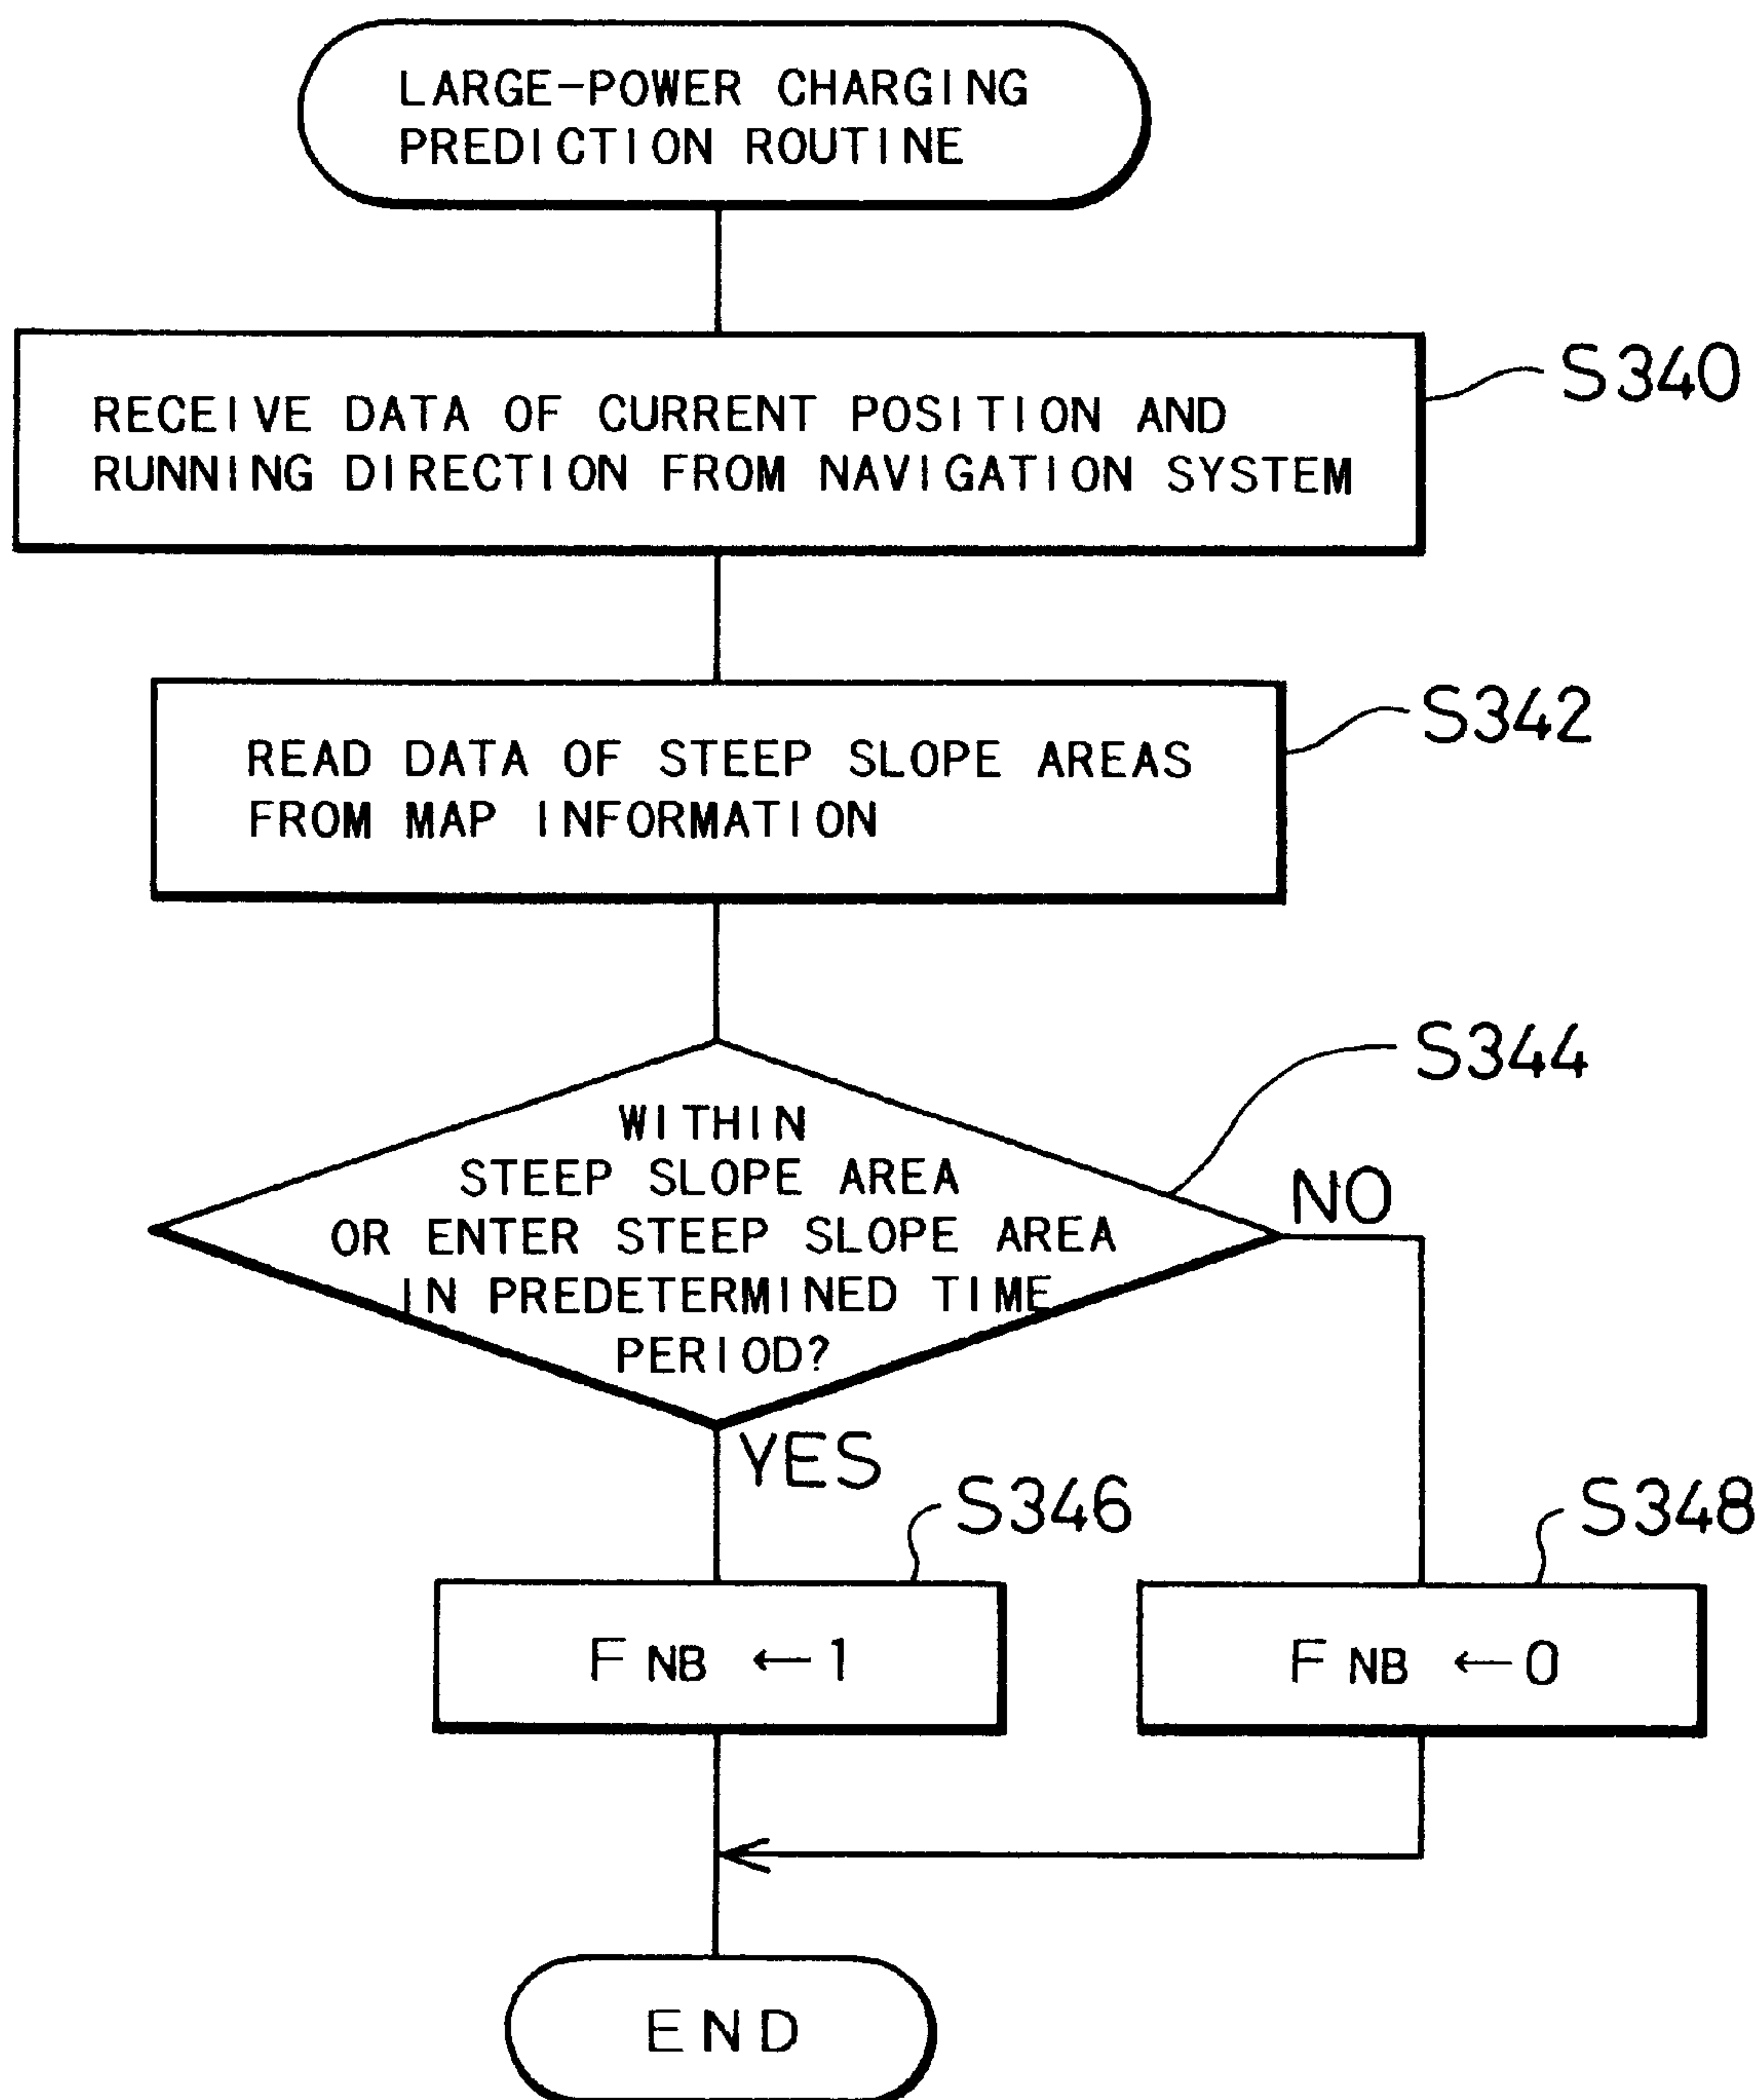 LARGE-POWER CHARGING
PREDICTION ROUTINE
S340
RECEIVE DATA OF CURRENT POSITION AND
RUNNING DIRECTION FROM NAVIGATION SYSTEM
S342
READ DATA OF STEEP SLOPE AREAS
FROM MAP INFORMATION
S344
WITHIN
STEEP SLOPE AREA
OR ENTER STEEP SLOPE AREA
IN PREDETERMINED TIME
PERIOD?
NO
YES
S346
S348
FNB ←1
FNB ←0
END